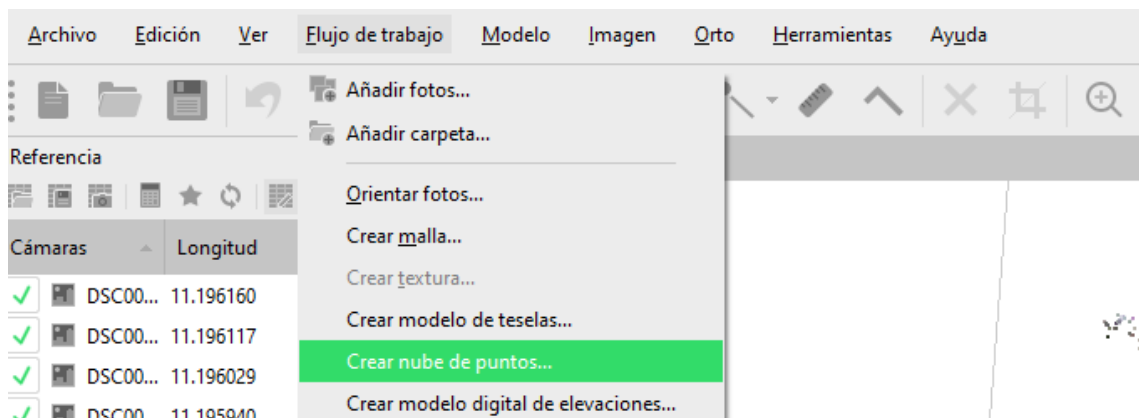 Archivo Edición Ver Flujo de trabajo Modelo Imagen Orto Herramientas Ayuda
Añadir fotos...
Añadir carpeta...
Referencia
Orientar fotos...
Crear malla...
Cámaras Longitud
Crear textura...
DSC00... 11.196160
Crear modelo de teselas...
DSC00... 11.196117
Crear nube de puntos...
DSC00... 11.196029
Crear modelo digital de elevaciones...
DSC00... 11.195940